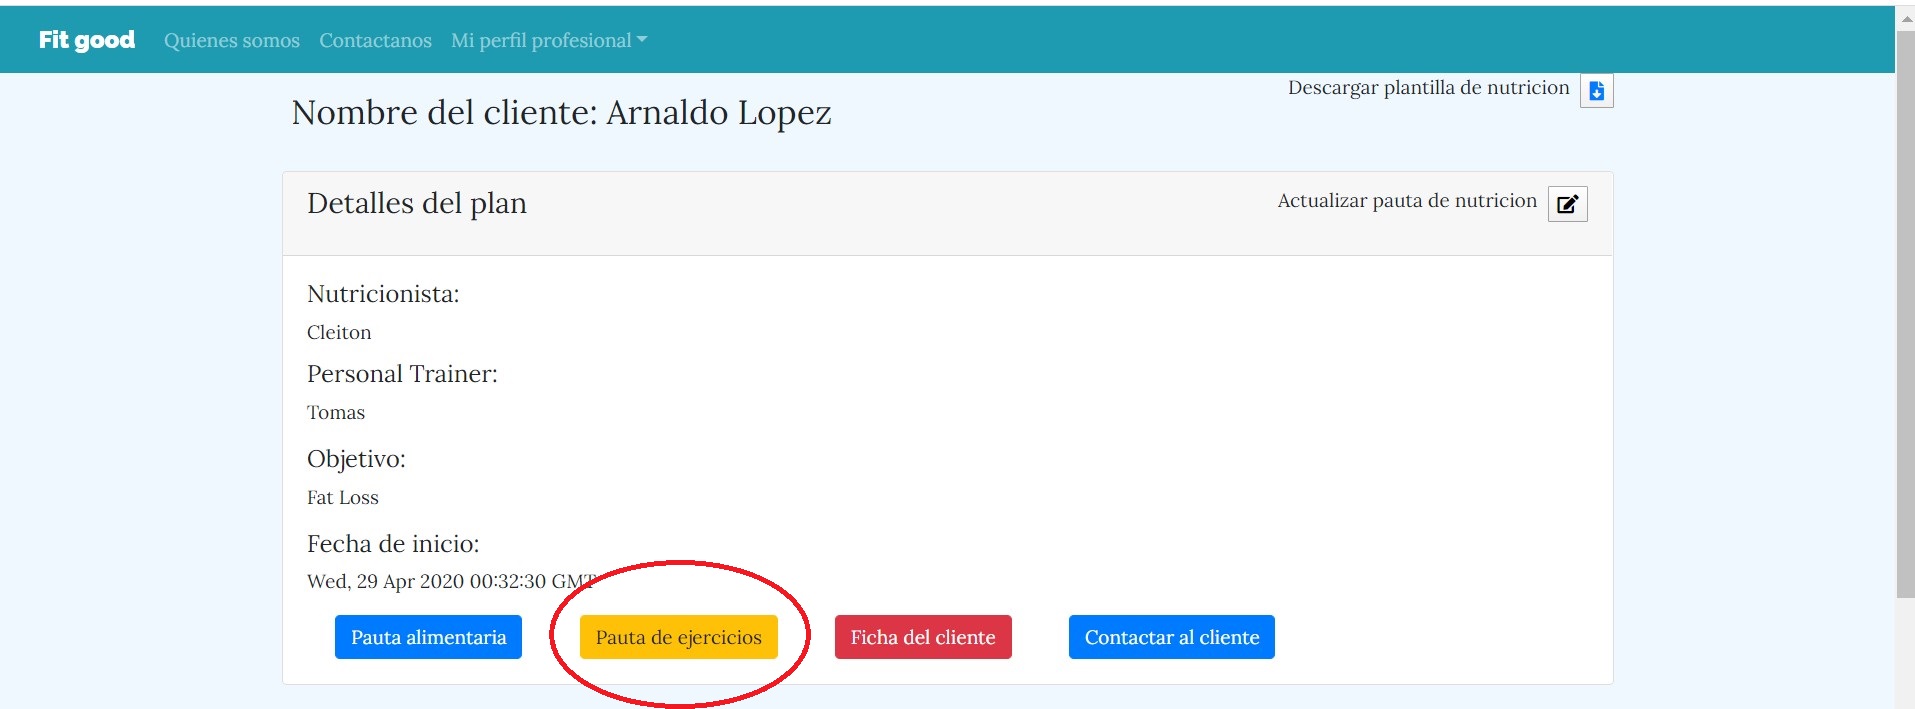 Fit good Quienes somos Contactanos Mi perfil profesional
Descargar plantilla de nutricion
Nombre del cliente: Arnaldo Lopez
Detalles del plan
Actualizar pauta de nutricion
Nutricionista:
Cleiton
Personal Trainer:
Tomas
Objetivo:
Fat Loss
Fecha de inicio:
Wed, 29 Apr 2020 00:32:30 GMT
Pauta alimentaria Pauta de ejercicios Ficha del cliente Contactar al cliente